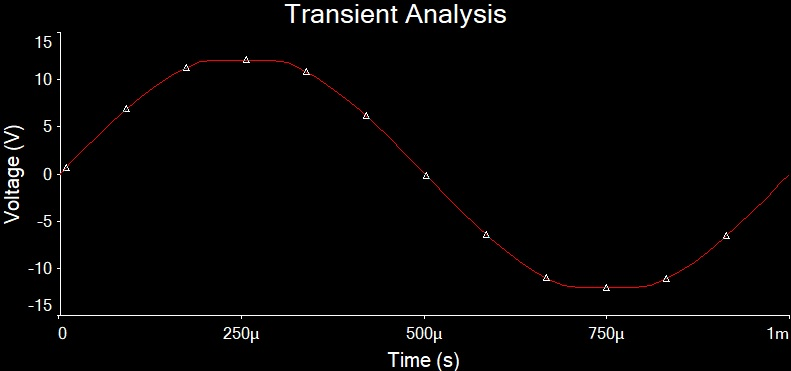 Transient Analysis
15
10
5
0
-5
-10
-15
Voltage (V)
0 250µ 500µ 750µ 1m
Time (s)